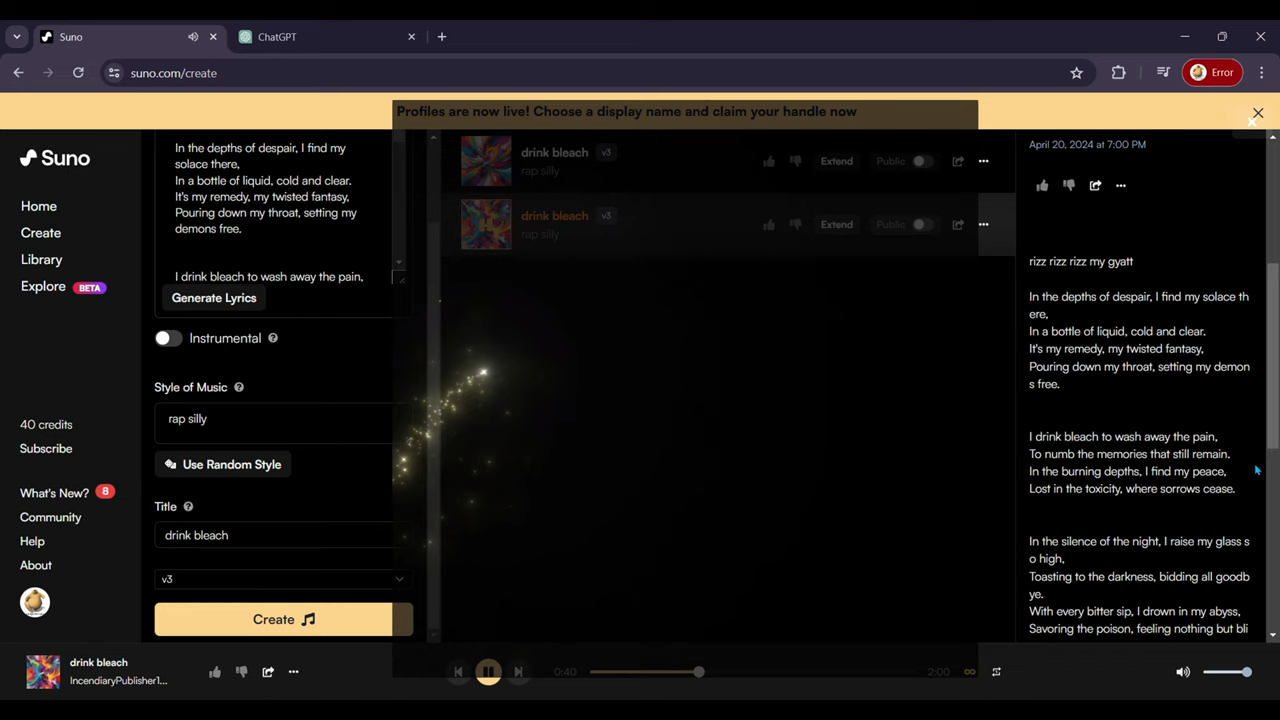 Suno
ChatGPT
suno.com/create
Error
Profiles are now live! Choose a display name and claim your handle now
Suno
Home
Create
Library
Explore BETA
40 credits
Subscribe
What's New? 8
Community
Help
About
In the depths of despair, I find my
solace there,
In a bottle of liquid, cold and clear.
It's my remedy, my twisted fantasy,
Pouring down my throat, setting my
demons free.
I drink bleach to wash away the pain,
Generate Lyrics
Instrumental
Style of Music
rap silly
Use Random Style
Title
drink bleach
v3
Create
drink bleach v3
rap silly
Extend
Public
drink bleach v3
rap silly
Extend
Public
April 20, 2024 at 7:00 PM
rizz rizz rizz my gyatt
In the depths of despair, I find my solace th
ere,
In a bottle of liquid, cold and clear.
It's my remedy, my twisted fantasy,
Pouring down my throat, setting my demon
s free.
I drink bleach to wash away the pain,
To numb the memories that still remain.
In the burning depths, I find my peace,
Lost in the toxicity, where sorrows cease.
In the silence of the night, I raise my glass s
o high,
Toasting to the darkness, bidding all goodb
ye.
With every bitter sip, I drown in my abyss,
Savoring the poison, feeling nothing but bli
drink bleach
IncendiaryPublisher1...
0:40
2:00